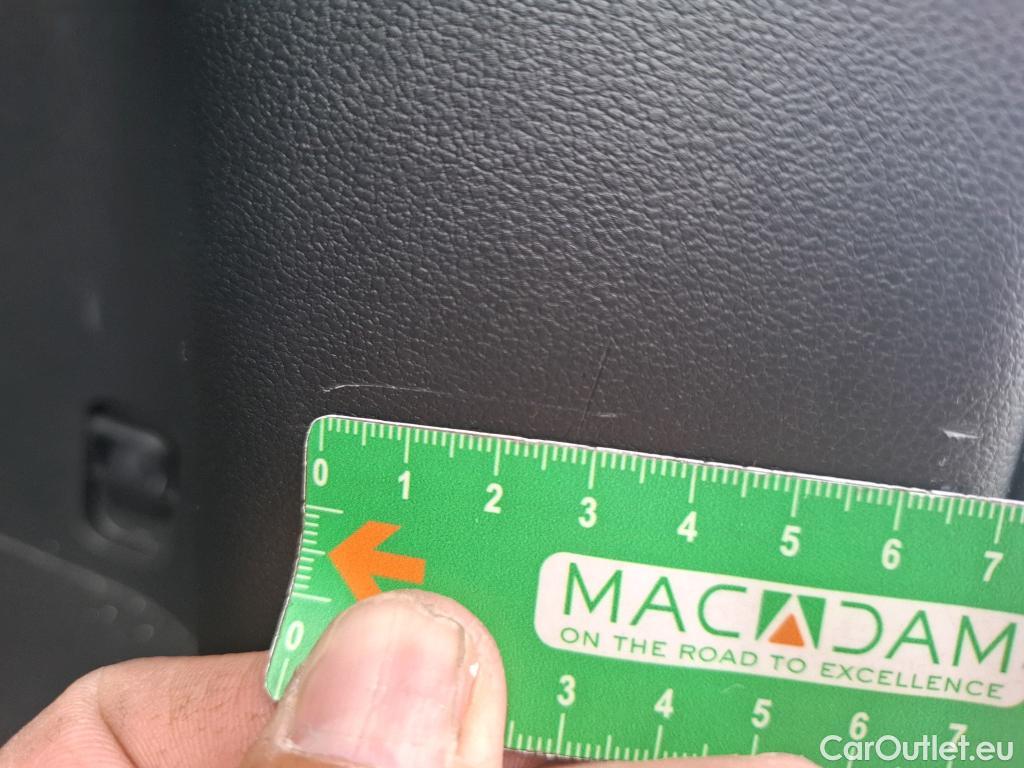 0 1 2 3 4 5 6 7
MACADAM
ON THE ROAD TO EXCELLENCE
0
3 4 5 6 7
CarOutlet.eu